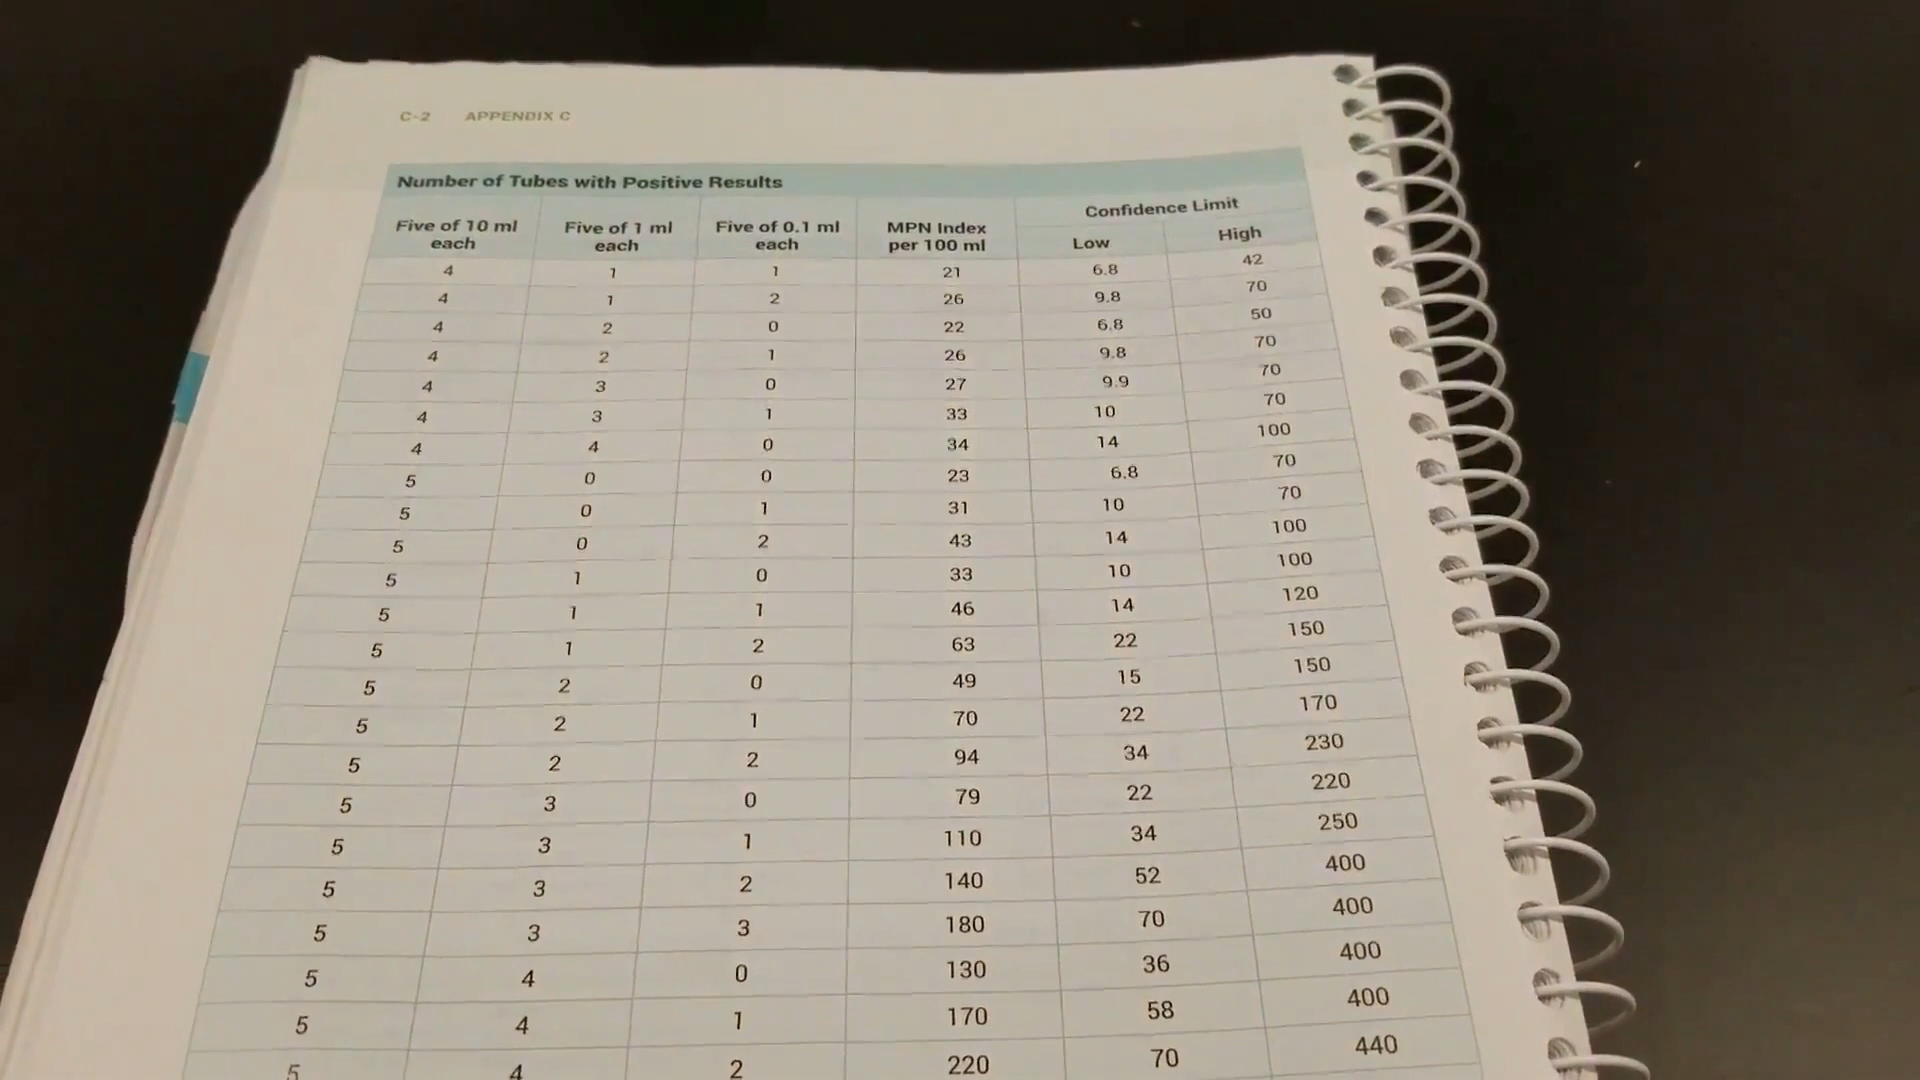 C-2 APPENDIX C
Number of Tubes with Positive Results
Five of 10 ml each Five of 1 ml each Five of 0.1 ml each MPN Index per 100 ml Confidence Limit
Low High
4 1 1 21 6.8 42
4 1 2 26 9.8 70
4 2 0 22 6.8 50
4 2 1 26 9.8 70
4 3 0 27 9.9 70
4 3 1 33 10 70
4 4 0 34 14 100
5 0 0 23 6.8 70
5 0 1 31 10 70
5 0 2 43 14 100
5 1 0 33 10 100
5 1 1 46 14 120
5 1 2 63 22 150
5 2 0 49 15 150
5 2 1 70 22 170
5 2 2 94 34 230
5 3 0 79 22 220
5 3 1 110 34 250
5 3 2 140 52 400
5 3 3 180 70 400
5 4 0 130 36 400
5 4 1 170 58 400
5 4 2 220 70 440